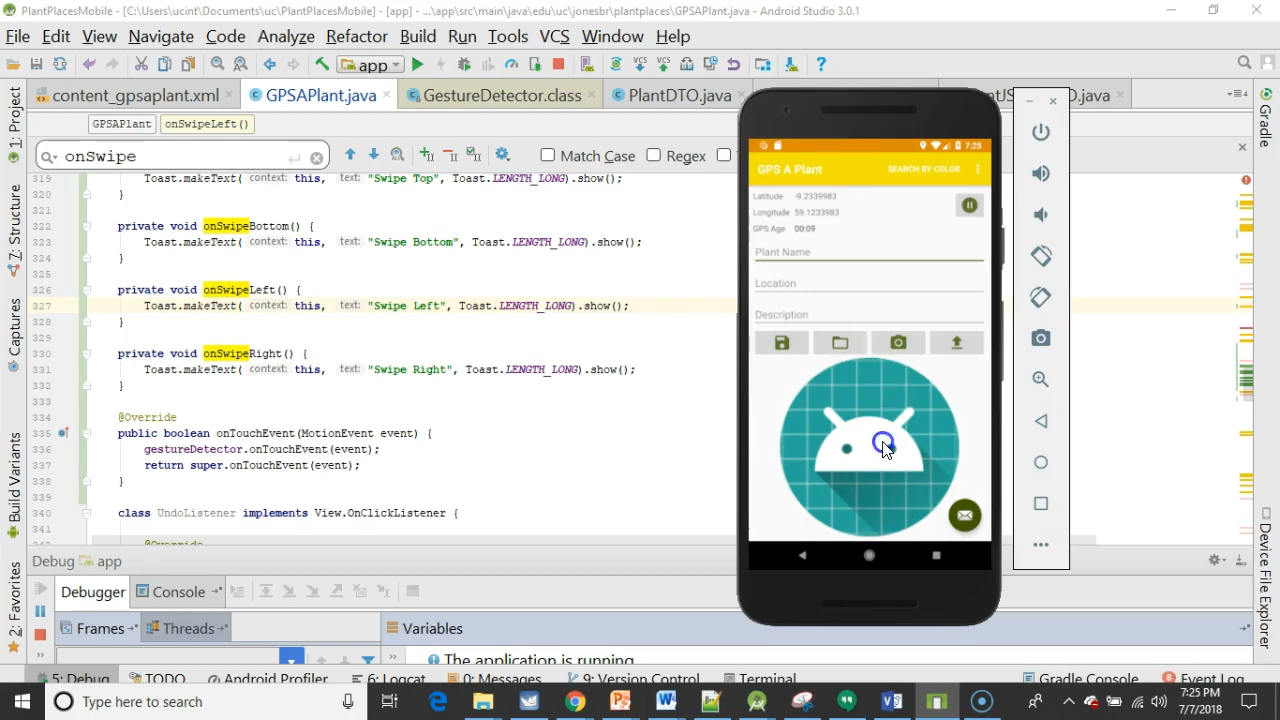 PlantPlacesMobile - [C:\Users\ucint\Documents\uc\PlantPlacesMobile] - [app] - ...\app\src\main\java\edu\uc\jonesbr\plantplaces\GPSAPlant.java - Android Studio 3.0.1
File Edit View Navigate Code Analyze Refactor Build Run Tools VCS Window Help
app
content_gpsaplant.xml GPSAPlant.java GestureDetector.class PlantDTO.java O.java
GPSAPlant onSwipeLeft()
onSwipe Match Case Regex
319 Toast.makeText( context: this, text: "Swipe Top", Toast.LENGTH_LONG).show();
320 }
321
322 private void onSwipeBottom() {
323 Toast.makeText( context: this, text: "Swipe Bottom", Toast.LENGTH_LONG).show();
324 }
325
326 private void onSwipeLeft() {
327 Toast.makeText( context: this, text: "Swipe Left", Toast.LENGTH_LONG).show();
328 }
329
330 private void onSwipeRight() {
331 Toast.makeText( context: this, text: "Swipe Right", Toast.LENGTH_LONG).show();
332 }
333
334 @Override
335 public boolean onTouchEvent(MotionEvent event) {
336 gestureDetector.onTouchEvent(event);
337 return super.onTouchEvent(event);
338 }
339
340 class UndoListener implements View.OnClickListener {
341
@Override
1: Project
7: Structure
Captures
Build Variants
2: Favorites
7:25
GPS A Plant SEARCH BY COLOR
Latitude -9.2339983
Longitude 59.1233983
GPS Age 00:09
Plant Name
Location
Description
Gradle
Device File Explorer
Debug app
Debugger Console
Frames Threads Variables
The application is running
5: Debug TODO Android Profiler 6: Logcat 0: Messages 9: Version Control Terminal Gradle Console Event Log
Type here to search
7:25 PM
7/7/2018